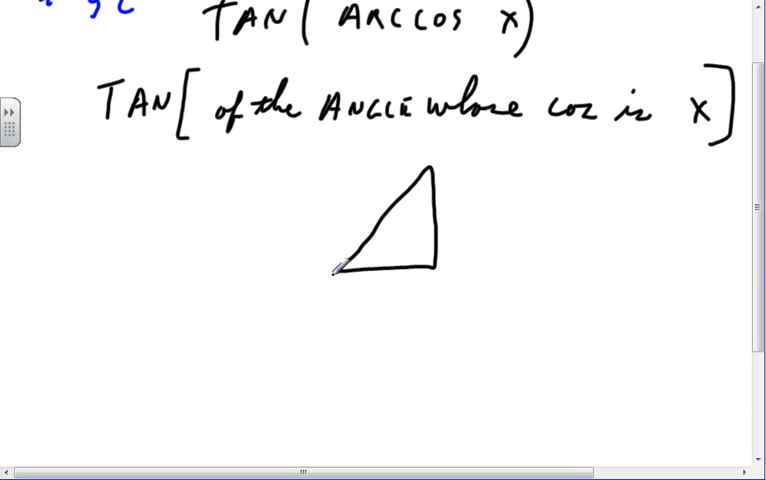 TAN( ARCCOS x)
TAN[ of the ANGLE whose cos is x]